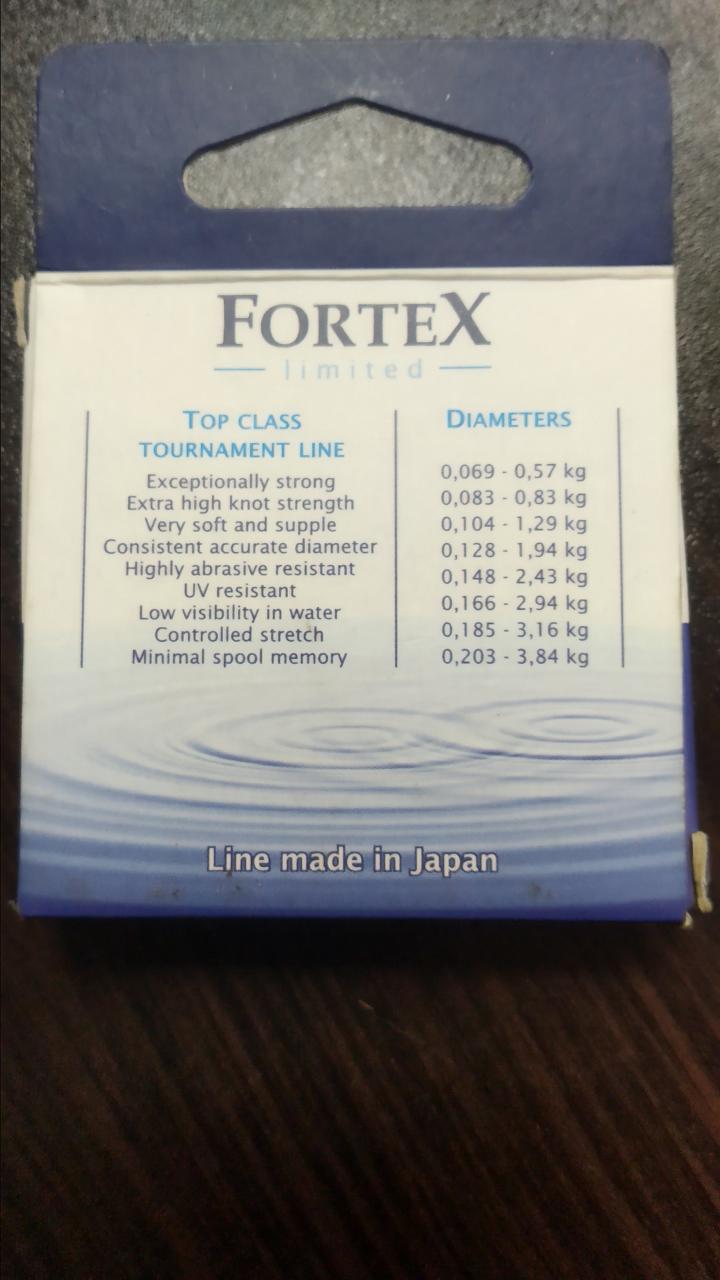 FORTEX
limited
TOP CLASS
TOURNAMENT LINE
Exceptionally strong
Extra high knot strength
Very soft and supple
Consistent accurate diameter
Highly abrasive resistant
UV resistant
Low visibility in water
Controlled stretch
Minimal spool memory
DIAMETERS
0,069 - 0,57 kg
0,083 - 0,83 kg
0,104 - 1,29 kg
0,128 - 1,94 kg
0,148 - 2,43 kg
0,166 - 2,94 kg
0,185 - 3,16 kg
0,203 - 3,84 kg
Line made in Japan